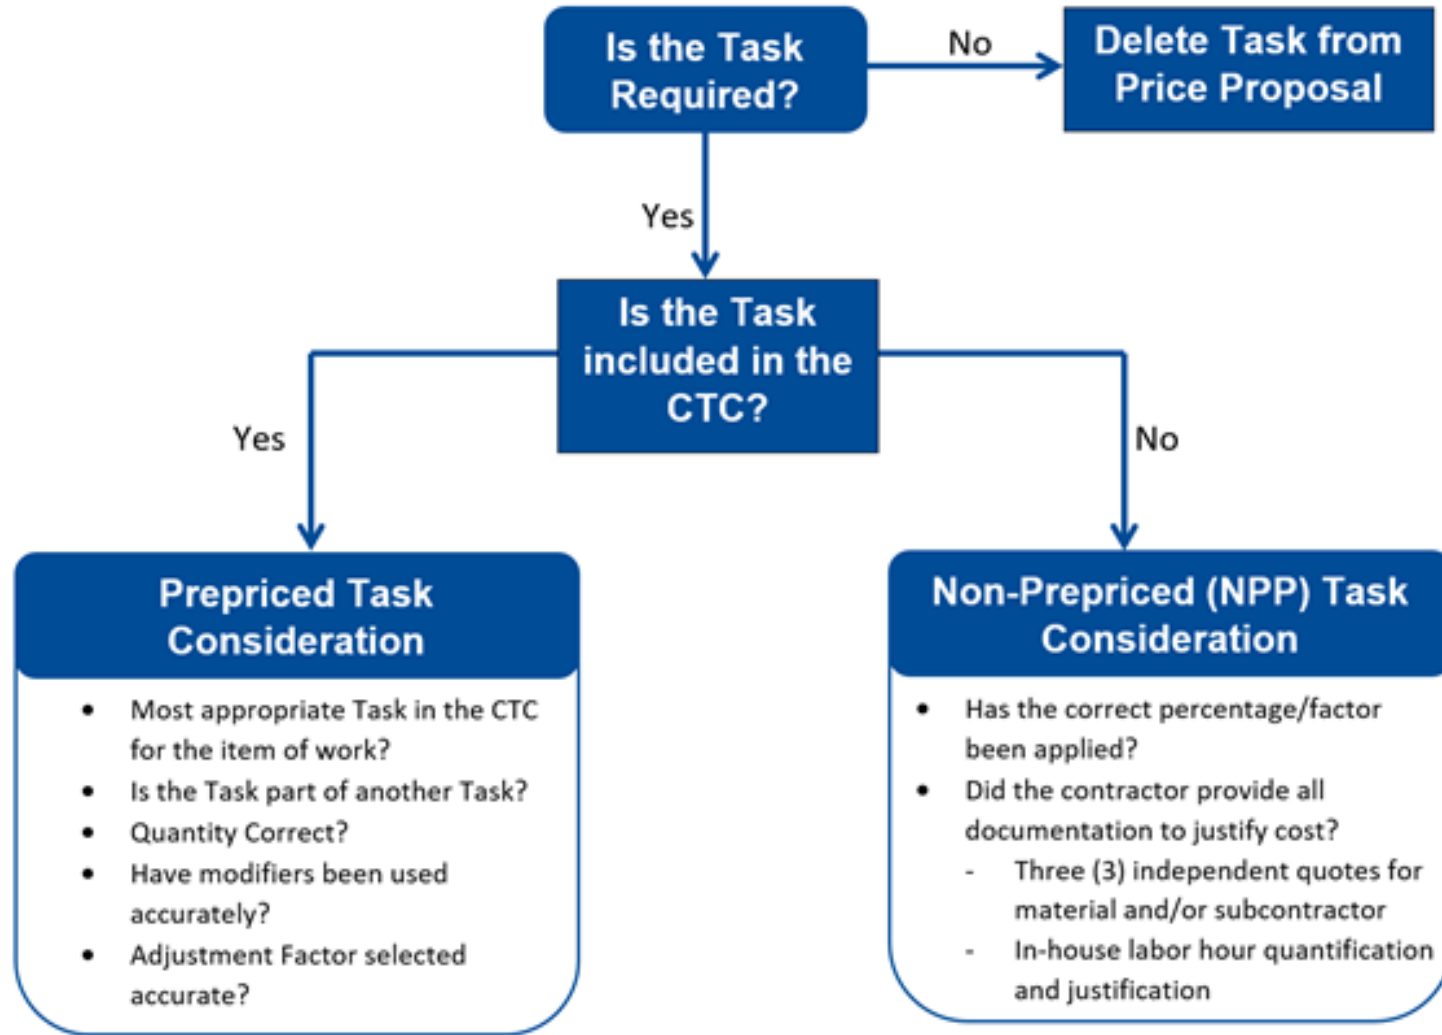 Is the Task
Required?
No
Delete Task from
Price Proposal
Yes
Is the Task
included in the
CTC?
Yes
No
Prepriced Task
Consideration
• Most appropriate Task in the CTC
for the item of work?
• Is the Task part of another Task?
• Quantity Correct?
• Have modifiers been used
accurately?
• Adjustment Factor selected
accurate?
Non-Prepriced (NPP) Task
Consideration
• Has the correct percentage/factor
been applied?
• Did the contractor provide all
documentation to justify cost?
- Three (3) independent quotes for
material and/or subcontractor
- In-house labor hour quantification
and justification